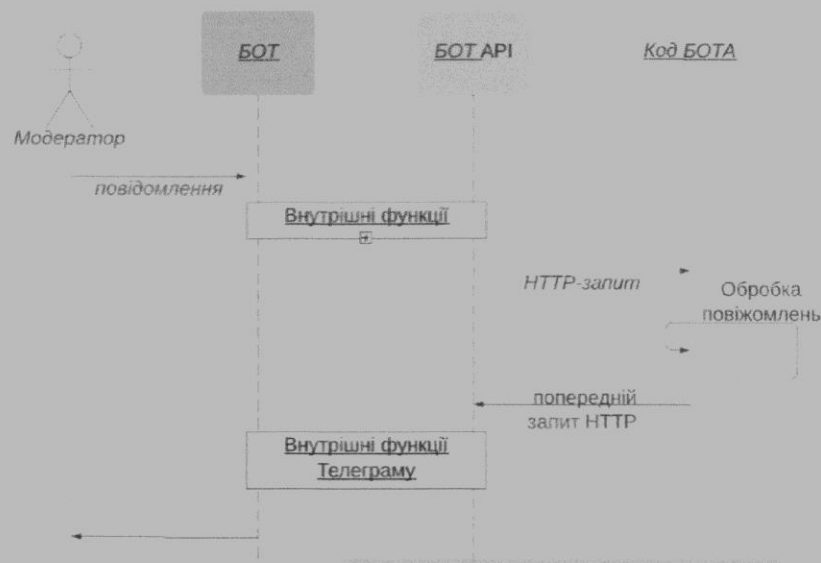 БОТ
БОТ API
Код БОТА
Модератор
повідомлення
Внутрішні функції
HTTP-запит
Обробка
повіжомлень
попередній
запит HTTP
Внутрішні функції
Телеграму